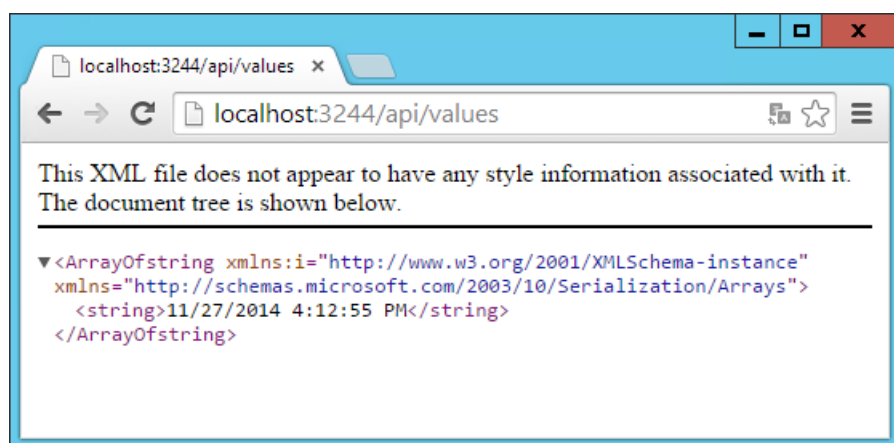 localhost:3244/api/values
localhost:3244/api/values
This XML file does not appear to have any style information associated with it.
The document tree is shown below.
▼<ArrayOfstring xmlns:i="http://www.w3.org/2001/XMLSchema-instance"
xmlns="http://schemas.microsoft.com/2003/10/Serialization/Arrays">
<string>11/27/2014 4:12:55 PM</string>
</ArrayOfstring>